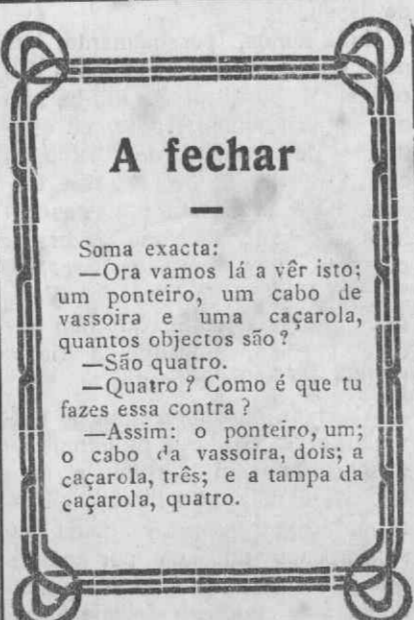 A fechar
Soma exacta:
—Ora vamos lá a vêr isto;
um ponteiro, um cabo de
vassoira e uma caçarola,
quantos objectos são?
—São quatro.
—Quatro? Como é que tu
fazes essa contra?
—Assim: o ponteiro, um;
o cabo da vassoira, dois; a
caçarola, três; e a tampa da
caçarola, quatro.